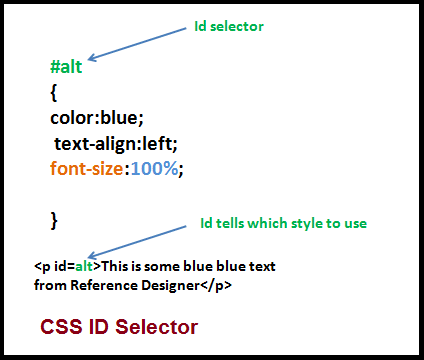 Id selector
#alt
{
color:blue;
text-align:left;
font-size:100%;
}
Id tells which style to use
<p id=alt>This is some blue blue text
from Reference Designer</p>
CSS ID Selector